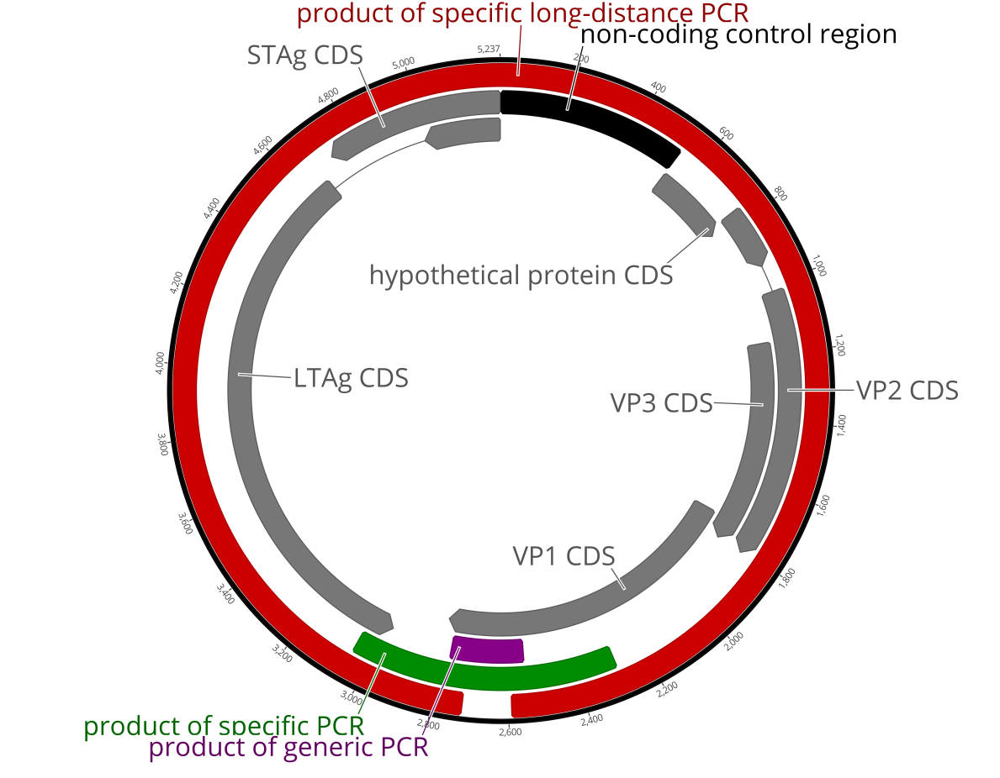 product of specific long-distance PCR
non-coding control region
STAg CDS
5,237
200
5,000
400
4,800
600
4,600
800
4,400
hypothetical protein CDS
1,000
4,200
1,200
4,000
LTAg CDS
VP2 CDS
VP3 CDS
1,400
3,800
1,600
3,600
VP1 CDS
1,800
3,400
2,000
3,200
2,200
3,000
2,400
2,800
2,600
product of specific PCR
product of generic PCR